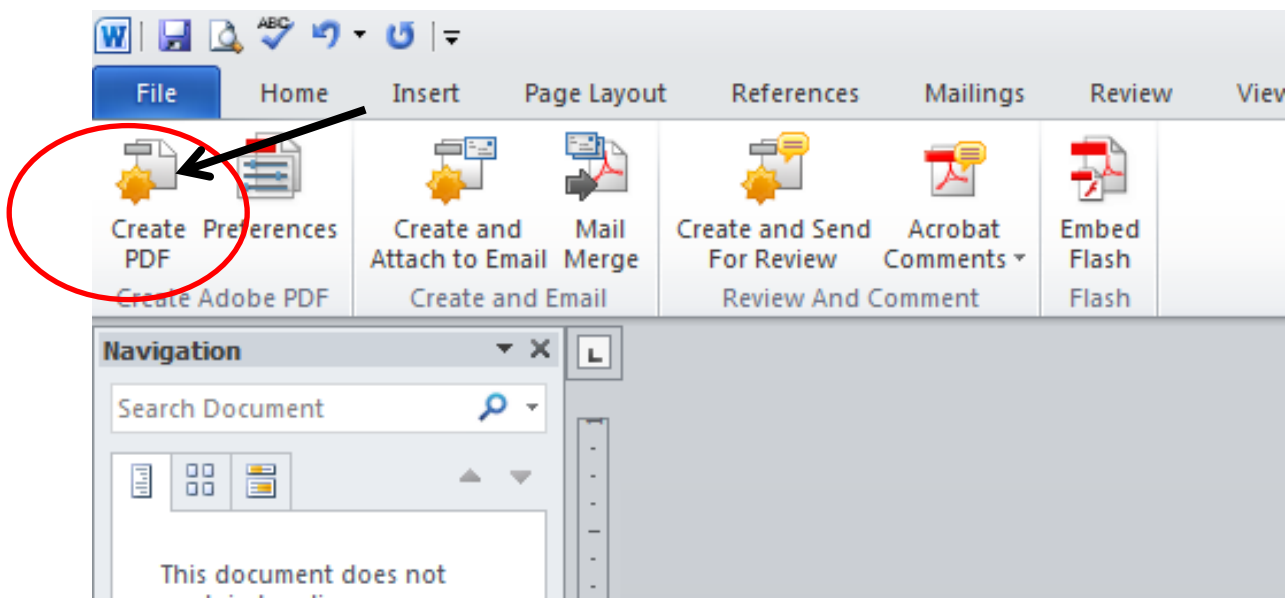 W ABC
File Home Insert Page Layout References Mailings Review View
Create PDF Preferences Create and Attach to Email Mail Merge Create and Send For Review Acrobat Comments Embed Flash
Create Adobe PDF Create and Email Review And Comment Flash
Navigation L
Search Document
This document does not